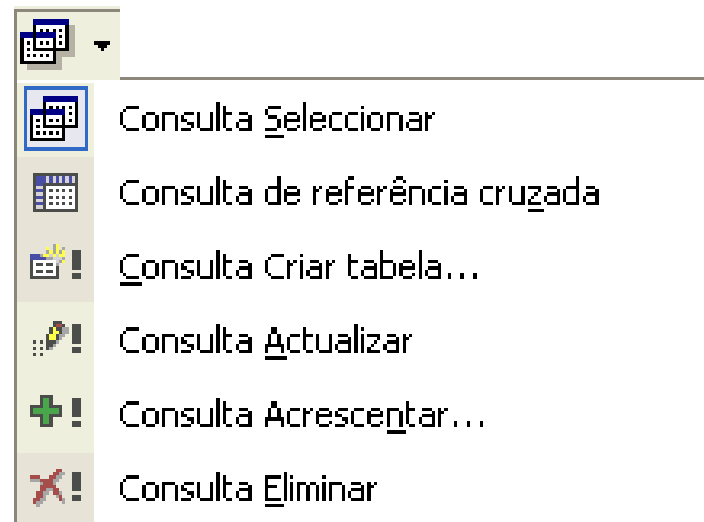 Consulta Seleccionar
Consulta de referência cruzada
Consulta Criar tabela...
Consulta Actualizar
Consulta Acrescentar...
Consulta Eliminar